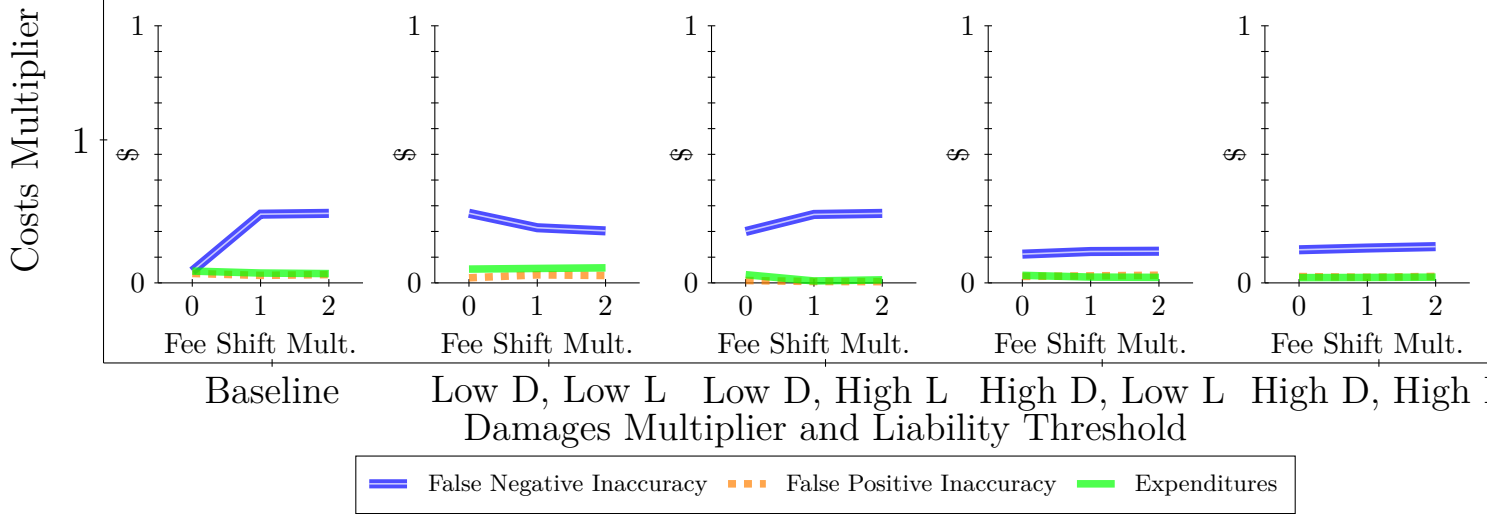 Costs Multiplier
1
1 1 1 1 1
$ $ $ $ $
0 0 0 0 0
0 1 2 0 1 2 0 1 2 0 1 2 0 1 2
Fee Shift Mult. Fee Shift Mult. Fee Shift Mult. Fee Shift Mult. Fee Shift Mult.
Baseline Low D, Low L Low D, High L High D, Low L High D, High
Damages Multiplier and Liability Threshold
False Negative Inaccuracy False Positive Inaccuracy Expenditures